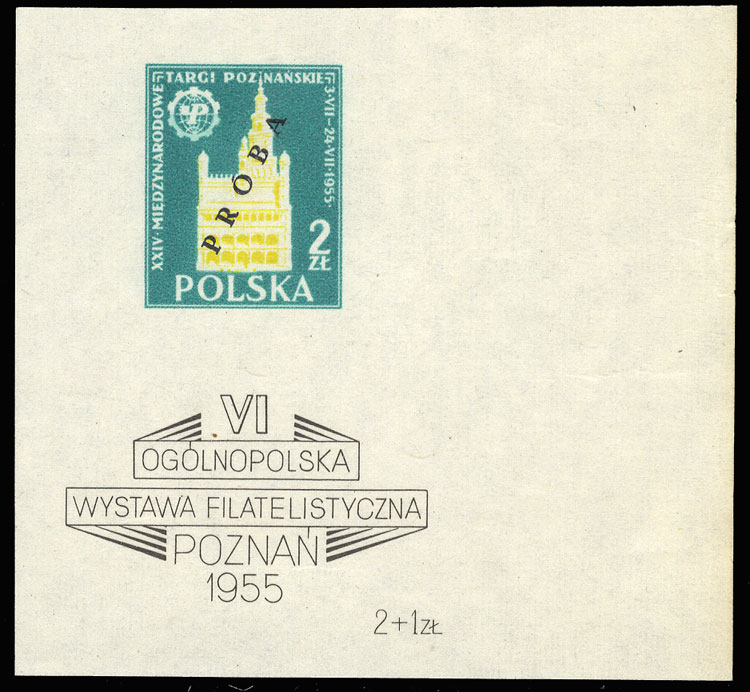 XXIV·MIĘDZYNARODOWE
TARGI POZNAŃSKIE
3·VII–24·VII·1955·
P
PRÓBA
2
ZŁ
POLSKA
VI
OGÓLNOPOLSKA
WYSTAWA FILATELISTYCZNA
POZNAŃ
1955
2+1ZŁ